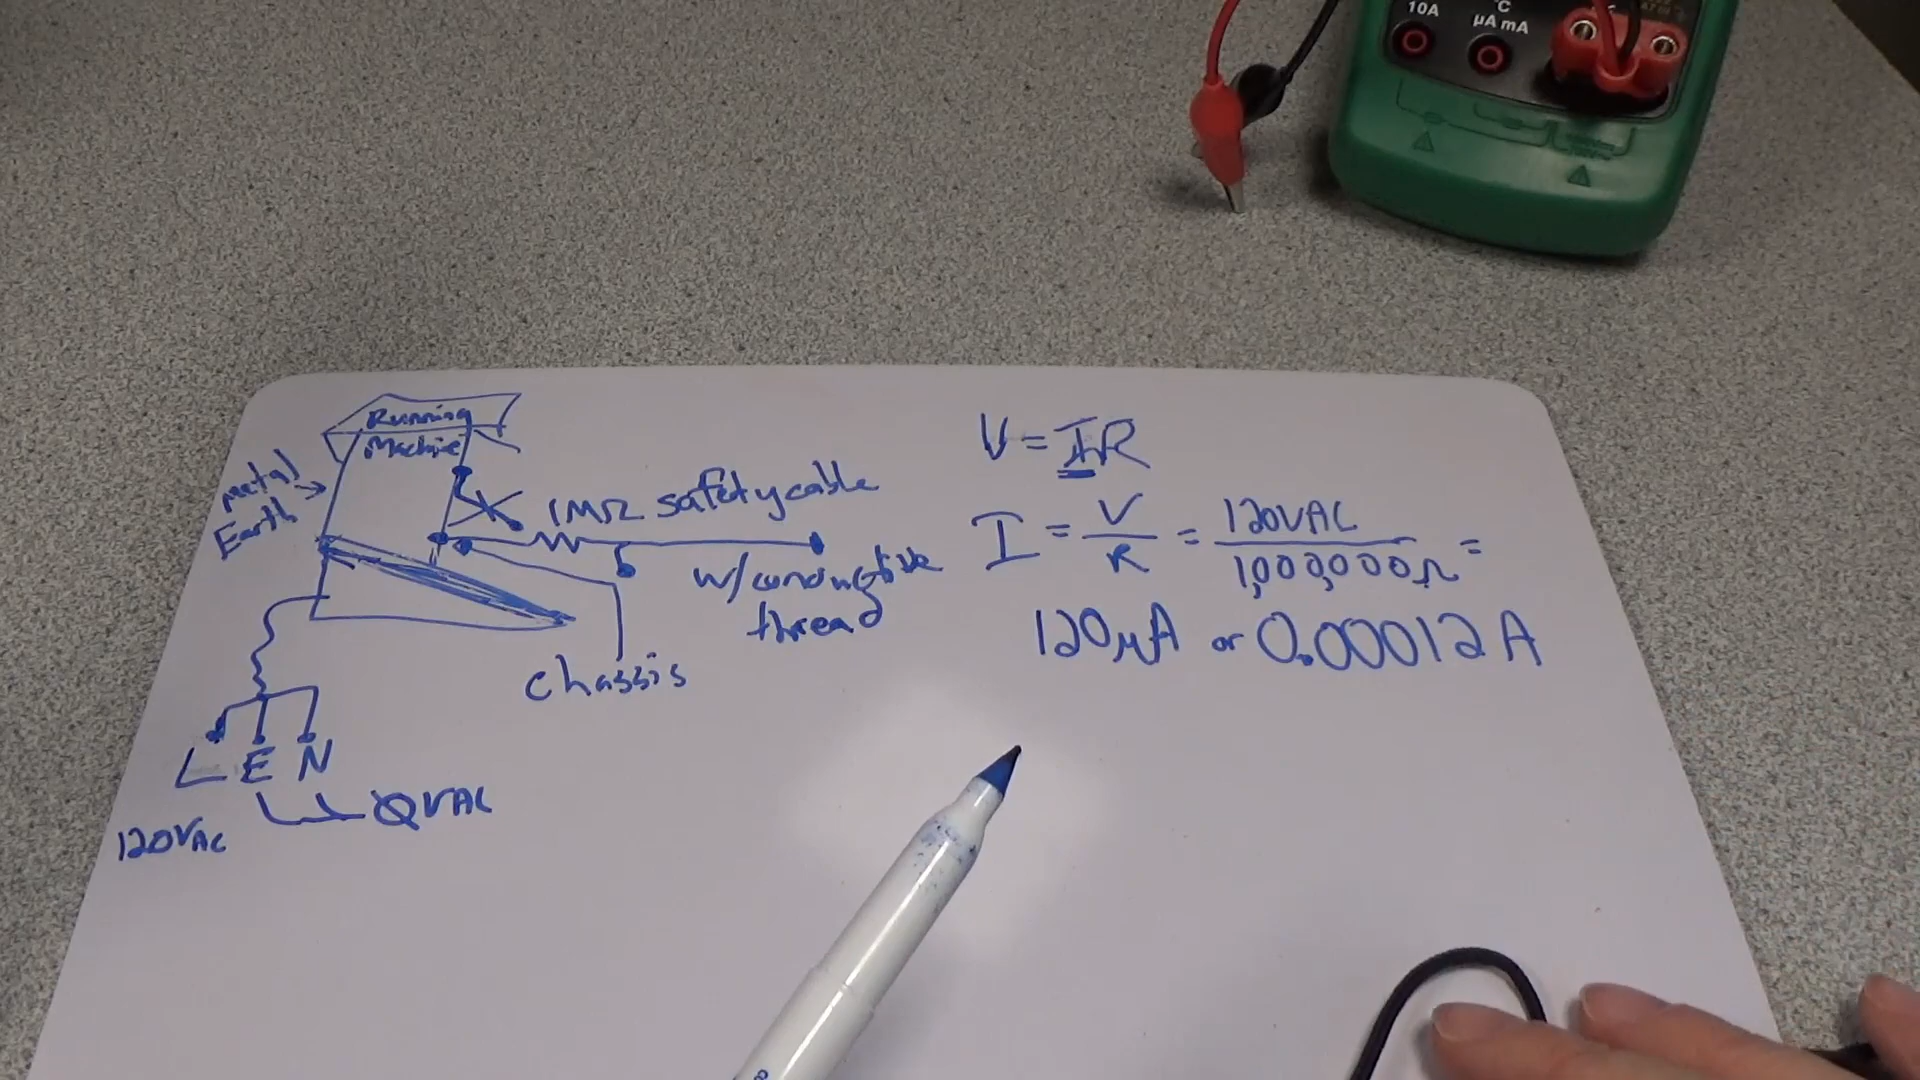 10A
°C
µA mA
Running
Machine
Metal
Earth
1MΩ safety cable
w/conductive
thread
chassis
L E N
0VAC
120VAC
V = IR
I = V/R = 120VAC/1,000,000Ω =
120µA or 0.00012A